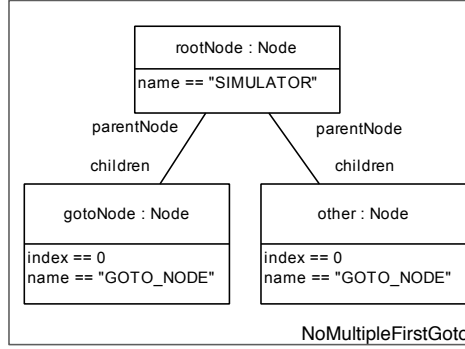 rootNode : Node
name == "SIMULATOR"
parentNode
parentNode
children
children
gotoNode : Node
other : Node
index == 0
name == "GOTO_NODE"
index == 0
name == "GOTO_NODE"
NoMultipleFirstGoto